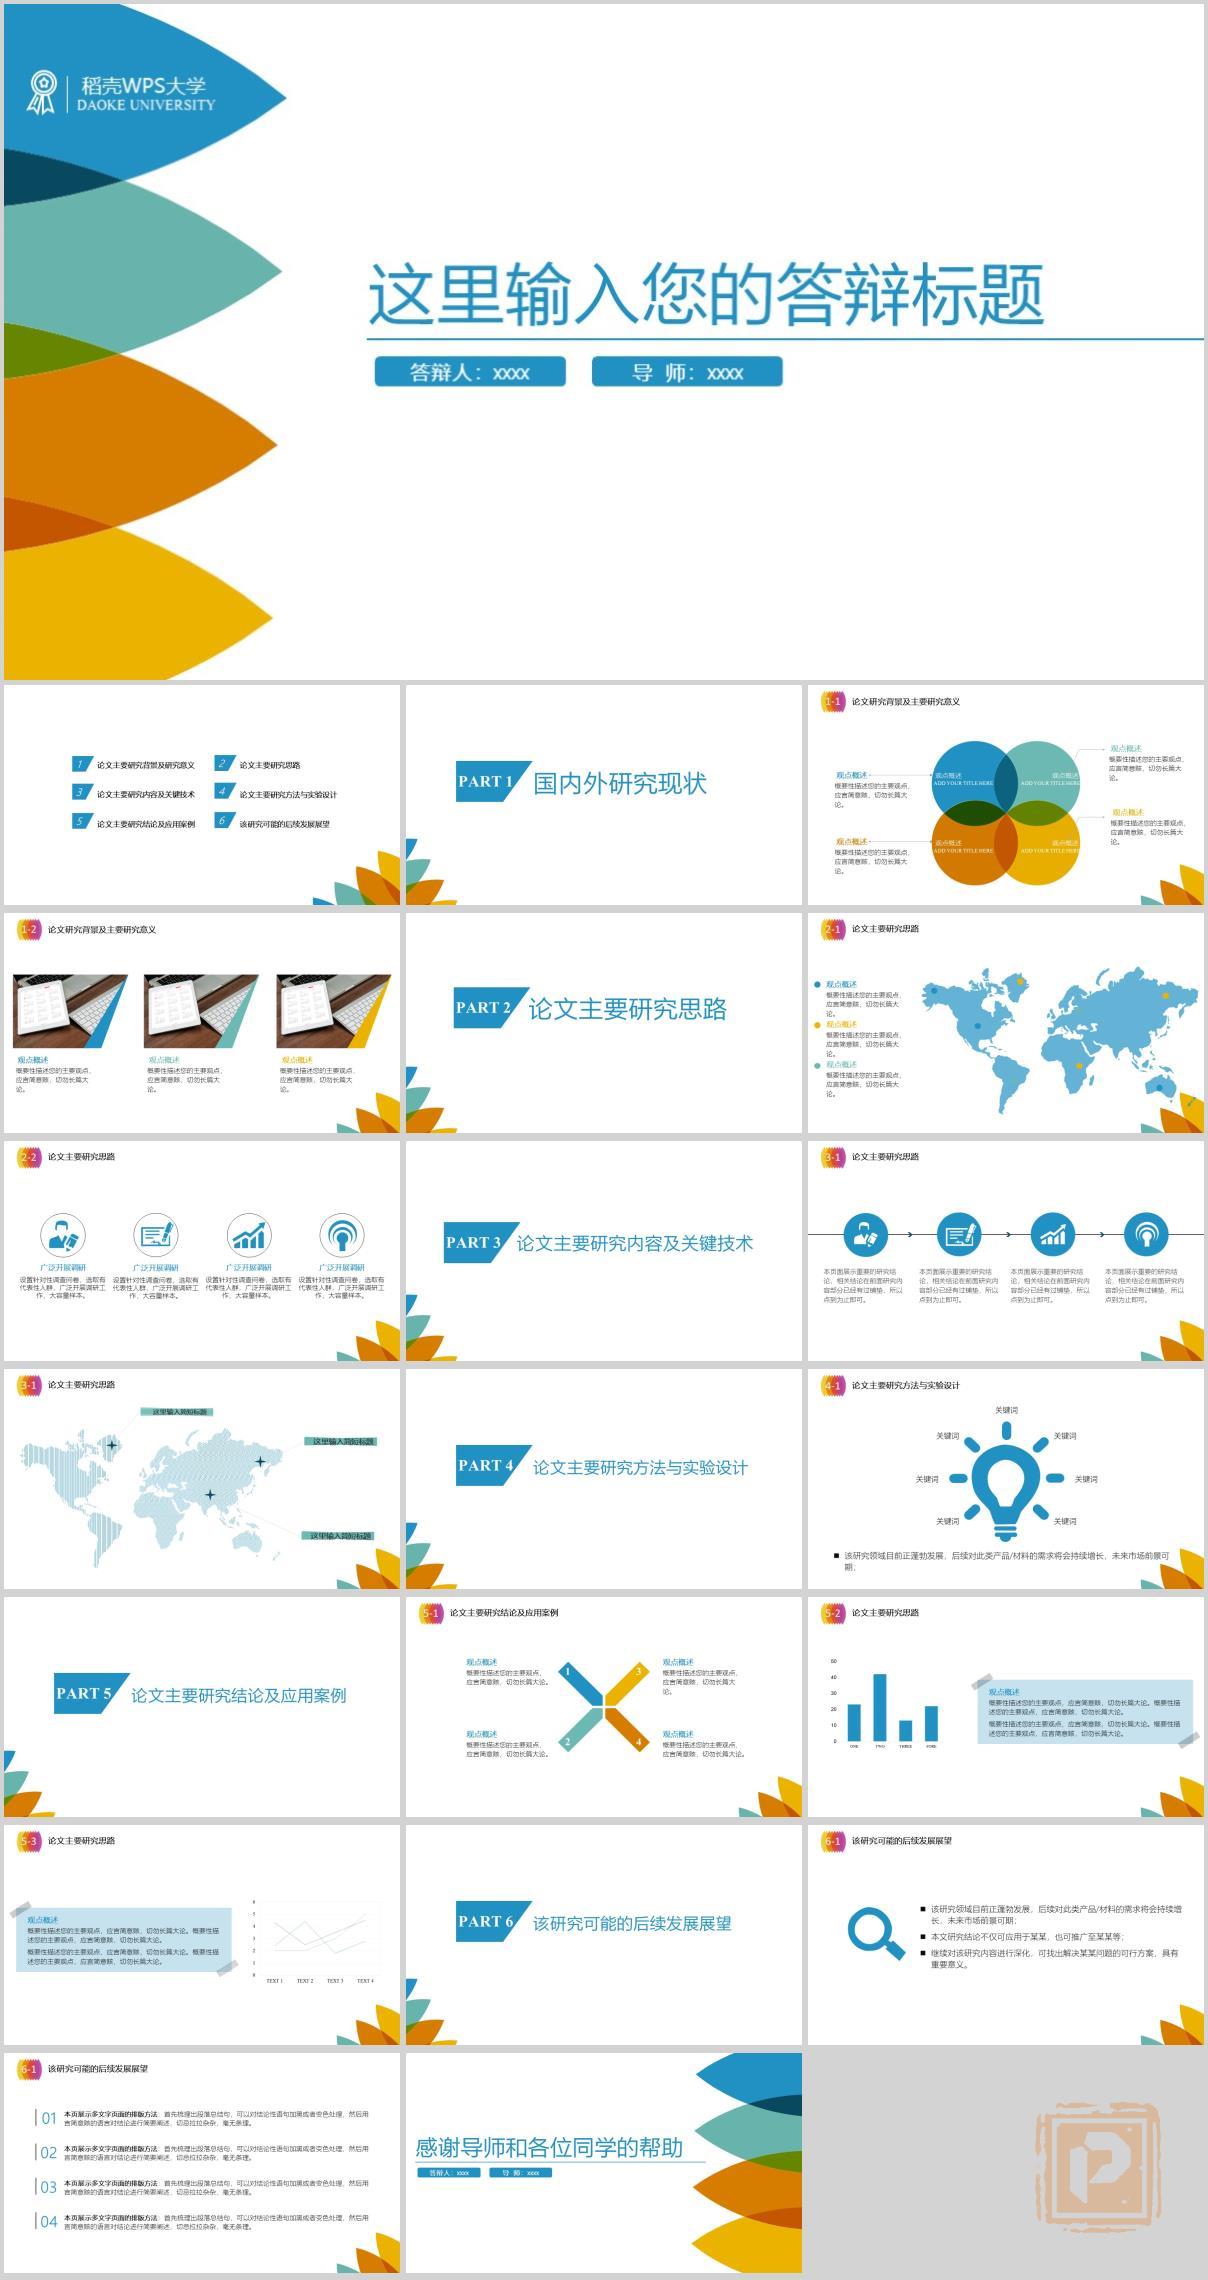 稻壳WPS大学
DAOKE UNIVERSITY
这里输入您的答辩标题
答辩人：xxxx
导 师：xxxx
1 论文主要研究背景及研究意义
2 论文主要研究思路
3 论文主要研究内容及关键技术
4 论文主要研究方法与实验设计
5 论文主要研究结论及应用案例
6 该研究可能的后续发展展望
PART 1 国内外研究现状
1-1 论文研究背景及主要研究意义
观点概述
概要性描述您的主要观点，
应言简意赅，切勿长篇大
论。
观点概述
概要性描述您的主要观点，
应言简意赅，切勿长篇大
论。
观点概述
ADD YOUR TITLE HERE
观点概述
ADD YOUR TITLE HERE
观点概述
ADD YOUR TITLE HERE
观点概述
ADD YOUR TITLE HERE
观点概述
概要性描述您的主要观点，
应言简意赅，切勿长篇大
论。
观点概述
概要性描述您的主要观点，
应言简意赅，切勿长篇大
论。
1-2 论文研究背景及主要研究意义
观点概述
概要性描述您的主要观点，
应言简意赅，切勿长篇大
论。
观点概述
概要性描述您的主要观点，
应言简意赅，切勿长篇大
论。
观点概述
概要性描述您的主要观点，
应言简意赅，切勿长篇大
论。
PART 2 论文主要研究思路
2-1 论文主要研究思路
观点概述
概要性描述您的主要观点，
应言简意赅，切勿长篇大
论。
观点概述
概要性描述您的主要观点，
应言简意赅，切勿长篇大
论。
观点概述
概要性描述您的主要观点，
应言简意赅，切勿长篇大
论。
2-2 论文主要研究思路
广泛开展调研
设置针对性调查问卷，选取有
代表性人群，广泛开展调研工
作，大容量样本。
广泛开展调研
设置针对性调查问卷，选取有
代表性人群，广泛开展调研工
作，大容量样本。
广泛开展调研
设置针对性调查问卷，选取有
代表性人群，广泛开展调研工
作，大容量样本。
广泛开展调研
设置针对性调查问卷，选取有
代表性人群，广泛开展调研工
作，大容量样本。
PART 3 论文主要研究内容及关键技术
3-1 论文主要研究思路
本页面展示重要的研究结
论，相关结论在前面研究内
容部分已经有过铺垫，所以
点到为止即可。
本页面展示重要的研究结
论，相关结论在前面研究内
容部分已经有过铺垫，所以
点到为止即可。
本页面展示重要的研究结
论，相关结论在前面研究内
容部分已经有过铺垫，所以
点到为止即可。
本页面展示重要的研究结
论，相关结论在前面研究内
容部分已经有过铺垫，所以
点到为止即可。
3-1 论文主要研究思路
这里输入简短标题
这里输入简短标题
这里输入简短标题
PART 4 论文主要研究方法与实验设计
4-1 论文主要研究方法与实验设计
关键词
关键词
关键词
关键词
关键词
关键词
关键词
■ 该研究领域目前正蓬勃发展，后续对此类产品/材料的需求将会持续增长，未来市场前景可
期；
PART 5 论文主要研究结论及应用案例
5-1 论文主要研究结论及应用案例
观点概述
概要性描述您的主要观点，
应言简意赅，切勿长篇大论。
1
3
观点概述
概要性描述您的主要观点，
应言简意赅，切勿长篇大
论。
观点概述
概要性描述您的主要观点，
应言简意赅，切勿长篇大论。
2
4
观点概述
概要性描述您的主要观点，
应言简意赅，切勿长篇大论。
5-2 论文主要研究思路
50
40
30
20
10
0
ONE TWO THREE FORE
观点概述
概要性描述您的主要观点，应言简意赅，切勿长篇大论。概要性描
述您的主要观点，应言简意赅，切勿长篇大论。
概要性描述您的主要观点，应言简意赅，切勿长篇大论。概要性描
述您的主要观点，应言简意赅，切勿长篇大论。
5-3 论文主要研究思路
观点概述
概要性描述您的主要观点，应言简意赅，切勿长篇大论。概要性描
述您的主要观点，应言简意赅，切勿长篇大论。
概要性描述您的主要观点，应言简意赅，切勿长篇大论。概要性描
述您的主要观点，应言简意赅，切勿长篇大论。
6
5
4
3
2
1
0
TEXT 1 TEXT 2 TEXT 3 TEXT 4
PART 6 该研究可能的后续发展展望
6-1 该研究可能的后续发展展望
■ 该研究领域目前正蓬勃发展，后续对此类产品/材料的需求将会持续增
长，未来市场前景可期；
■ 本文研究结论不仅可应用于某某，也可推广至某某等；
■ 继续对该研究内容进行深化，可找出解决某某问题的可行方案，具有
重要意义。
6-1 该研究可能的后续发展展望
01 本页展示多文字页面的排版方法：首先梳理出段落总结句，可以对结论性语句加黑或者变色处理，然后用
言简意赅的语言对结论进行简要阐述，切忌拉拉杂杂，毫无条理。
02 本页展示多文字页面的排版方法：首先梳理出段落总结句，可以对结论性语句加黑或者变色处理，然后用
言简意赅的语言对结论进行简要阐述，切忌拉拉杂杂，毫无条理。
03 本页展示多文字页面的排版方法：首先梳理出段落总结句，可以对结论性语句加黑或者变色处理，然后用
言简意赅的语言对结论进行简要阐述，切忌拉拉杂杂，毫无条理。
04 本页展示多文字页面的排版方法：首先梳理出段落总结句，可以对结论性语句加黑或者变色处理，然后用
言简意赅的语言对结论进行简要阐述，切忌拉拉杂杂，毫无条理。
感谢导师和各位同学的帮助
答辩人：xxxx
导 师：xxxx
P